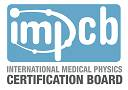 impcb
INTERNATIONAL MEDICAL PHYSICS
CERTIFICATION BOARD